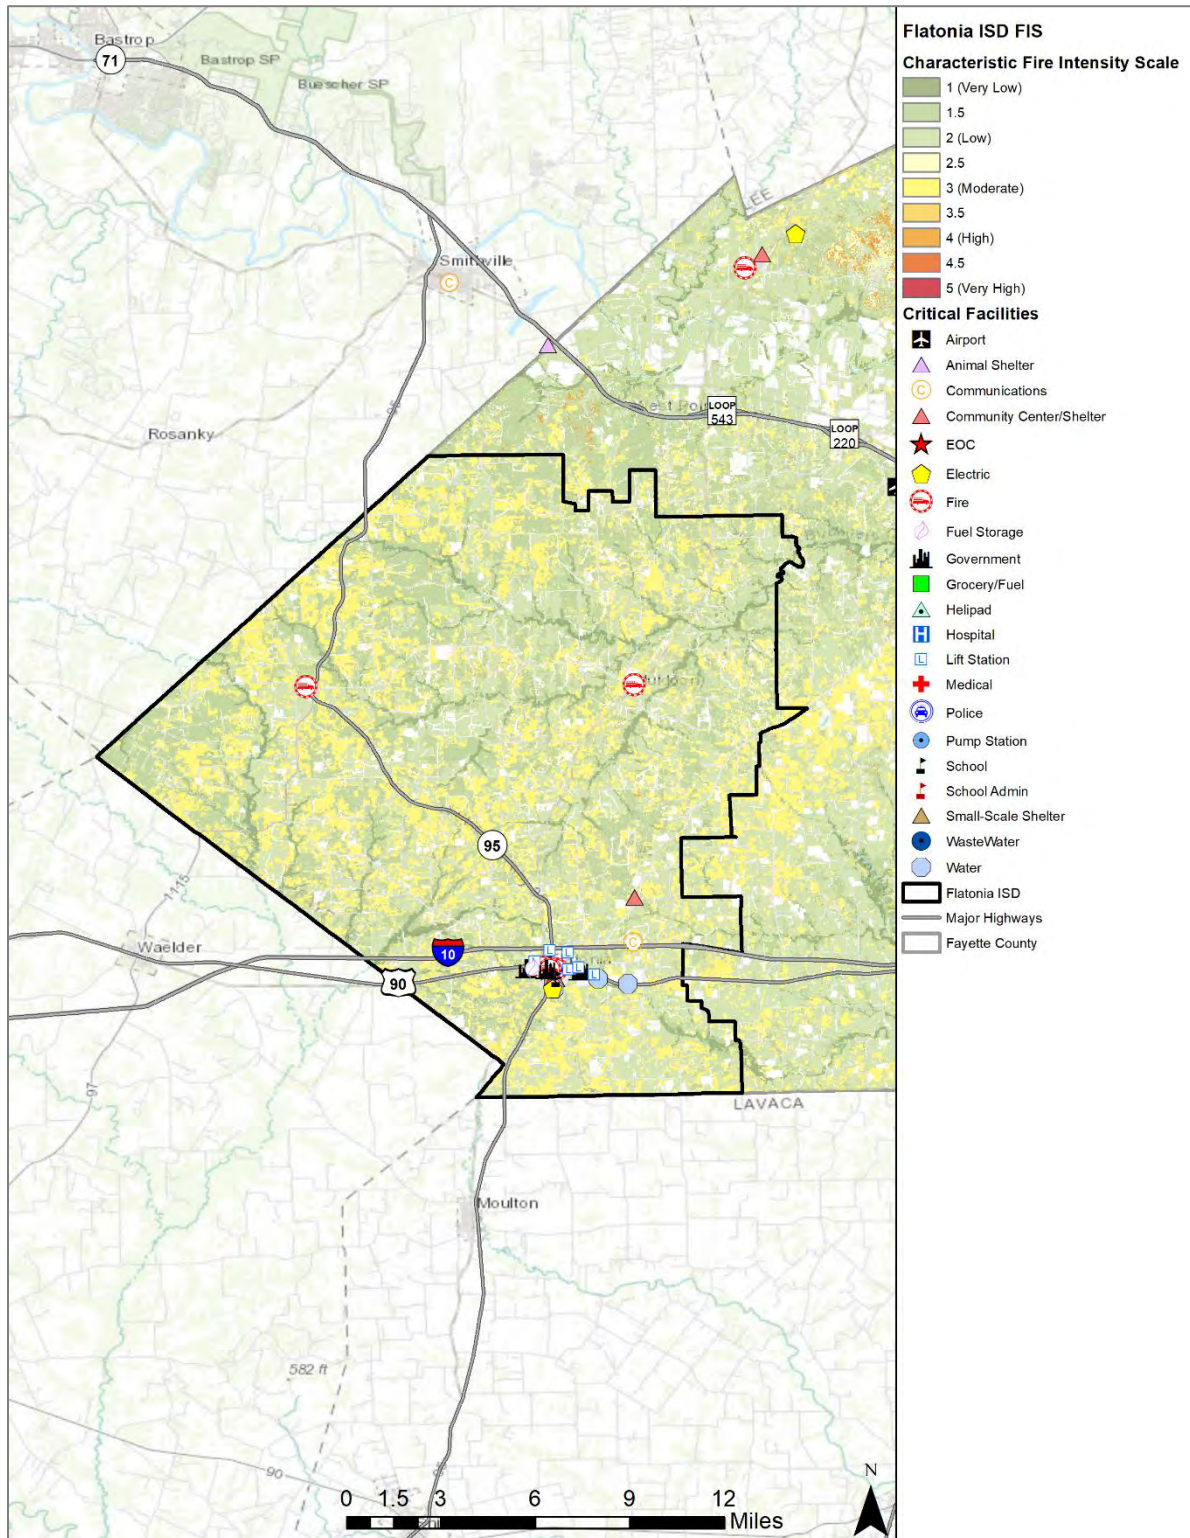 Bastrop
71
Bastrop SP
Buescher SP
LEE
Smithville
C
95
LOOP
543
LOOP
220
Rosanky
95
1115
Waelder
10
90
C
L
L
L
L
L
LAVACA
97
Moulton
582 ft
90
95
N
0 1.5 3 6 9 12
Miles
Flatonia ISD FIS
Characteristic Fire Intensity Scale
1 (Very Low)
1.5
2 (Low)
2.5
3 (Moderate)
3.5
4 (High)
4.5
5 (Very High)
Critical Facilities
Airport
Animal Shelter
C Communications
Community Center/Shelter
EOC
Electric
Fire
Fuel Storage
Government
Grocery/Fuel
Helipad
H Hospital
L Lift Station
Medical
Police
Pump Station
School
School Admin
Small-Scale Shelter
WasteWater
Water
Flatonia ISD
Major Highways
Fayette County